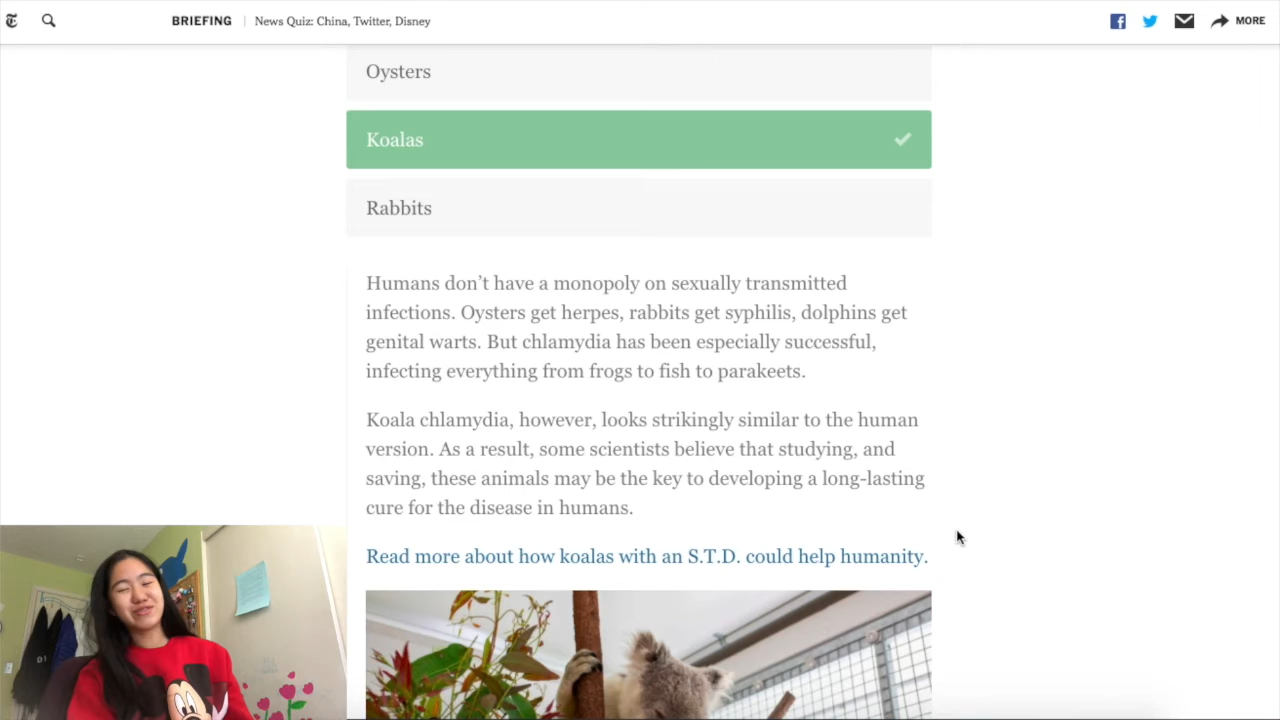 BRIEFING
News Quiz: China, Twitter, Disney
MORE
Oysters
Koalas
Rabbits
Humans don’t have a monopoly on sexually transmitted
infections. Oysters get herpes, rabbits get syphilis, dolphins get
genital warts. But chlamydia has been especially successful,
infecting everything from frogs to fish to parakeets.
Koala chlamydia, however, looks strikingly similar to the human
version. As a result, some scientists believe that studying, and
saving, these animals may be the key to developing a long-lasting
cure for the disease in humans.
Read more about how koalas with an S.T.D. could help humanity.